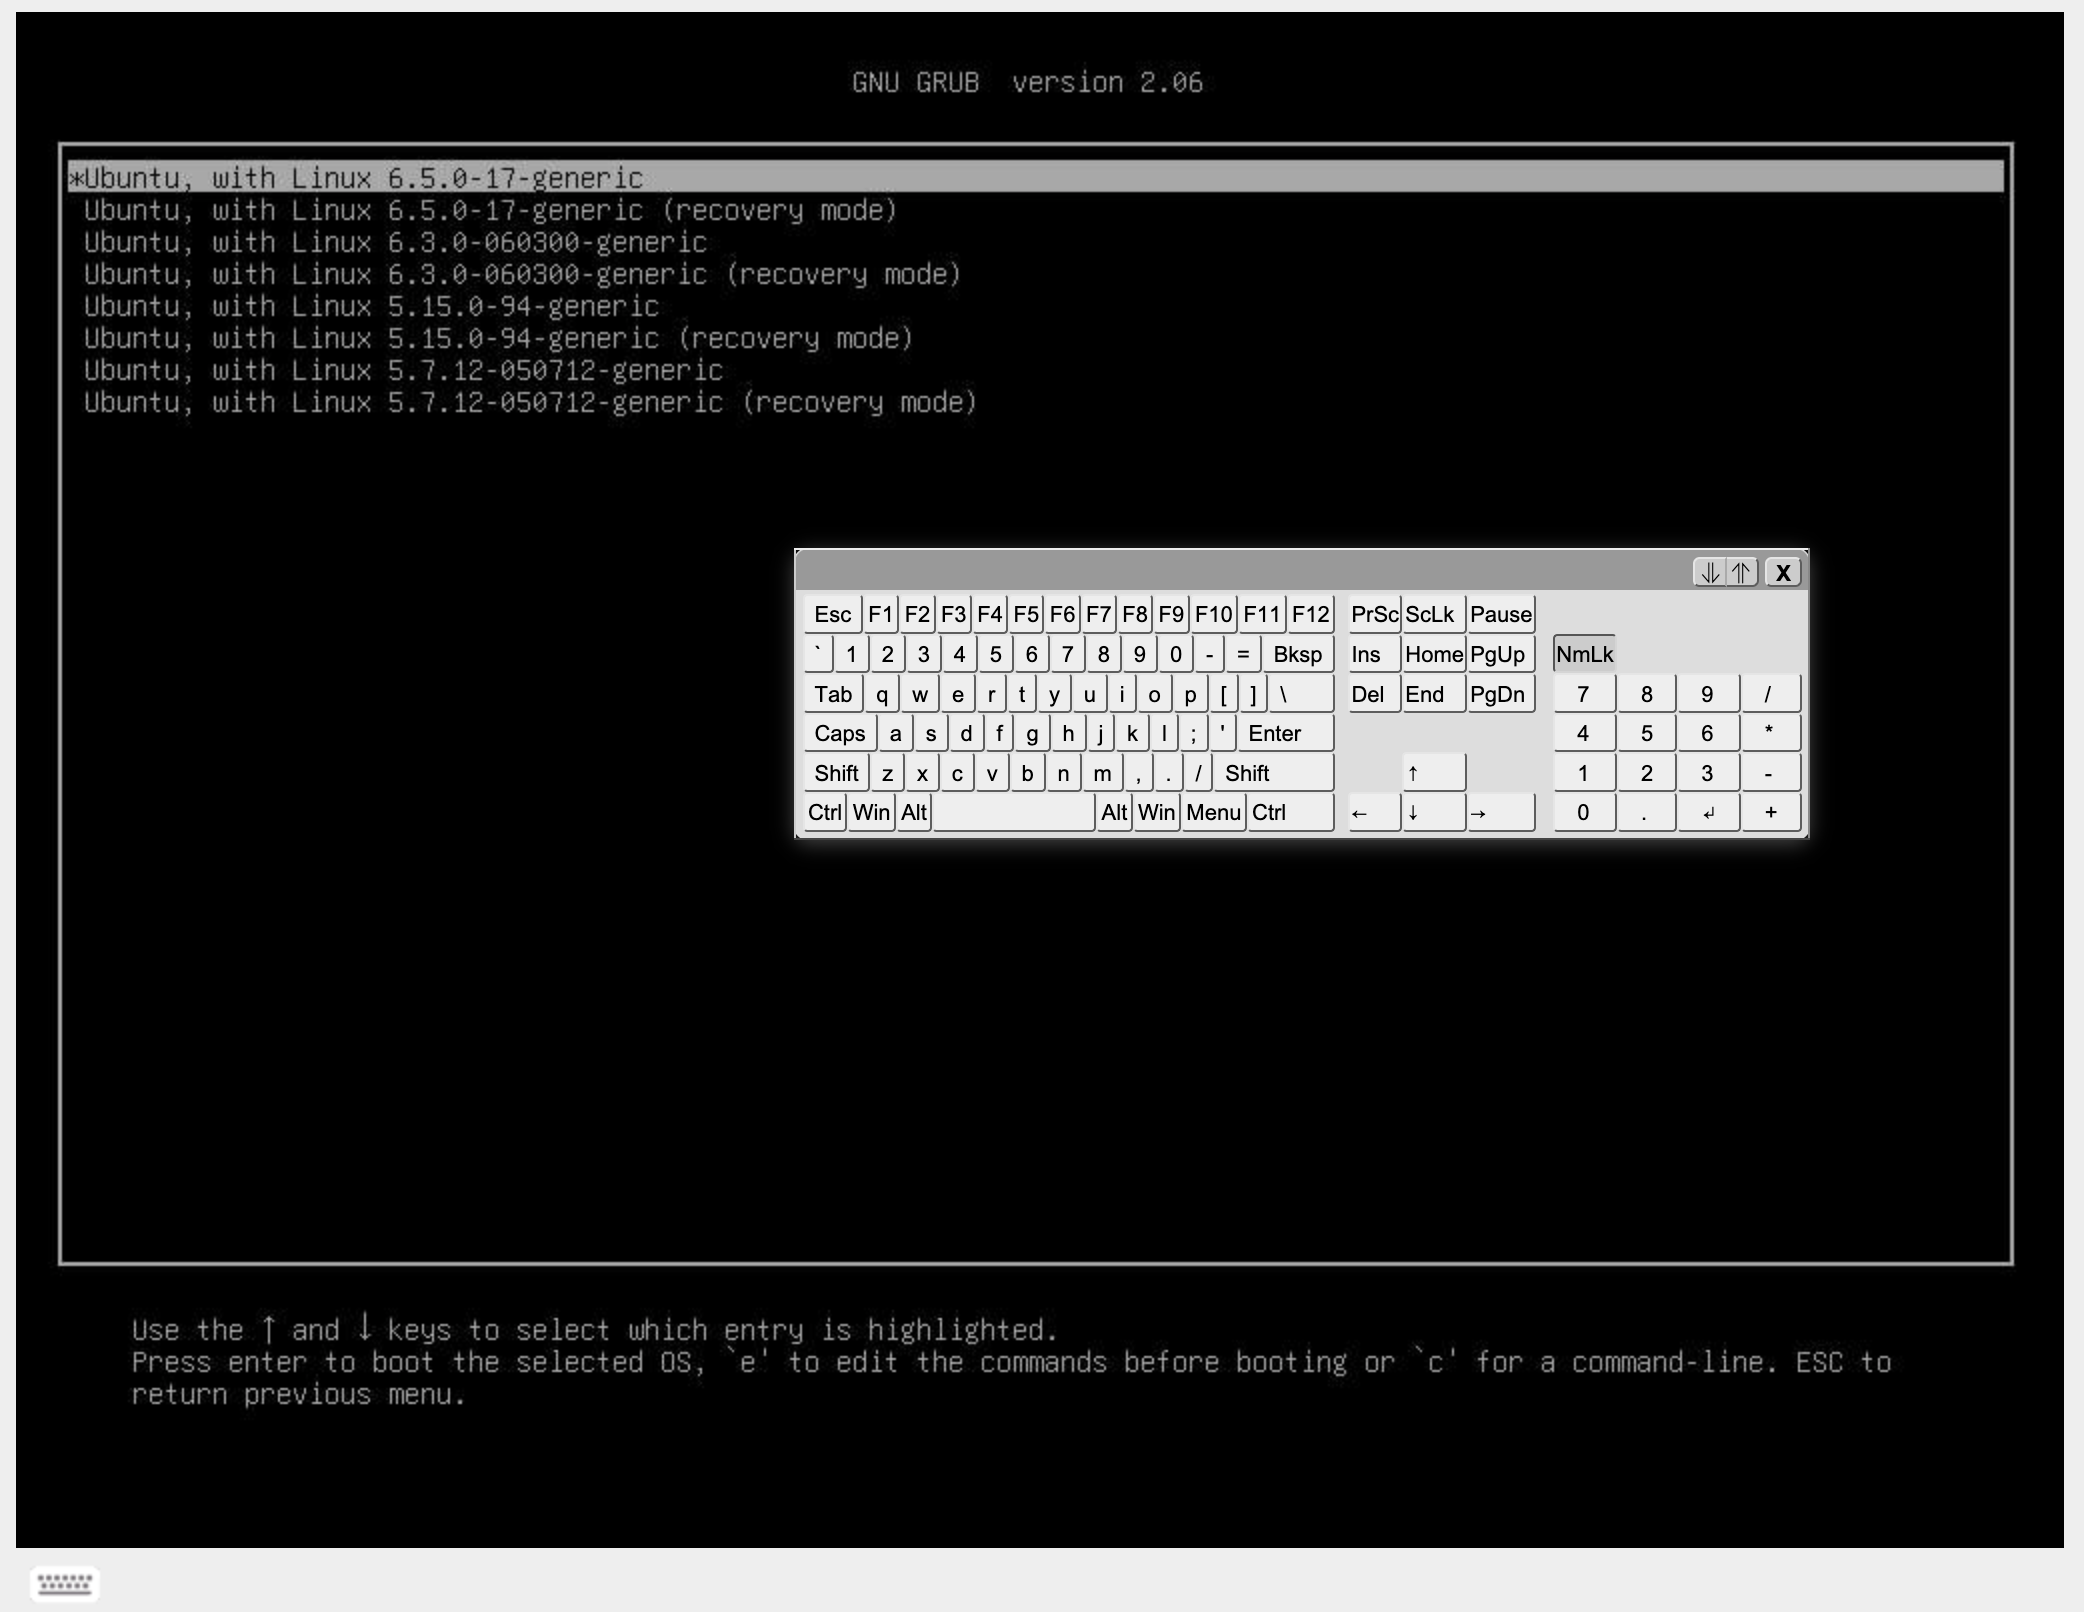 GNU GRUB  version 2.06
*Ubuntu, with Linux 6.5.0-17-generic
Ubuntu, with Linux 6.5.0-17-generic (recovery mode)
Ubuntu, with Linux 6.3.0-060300-generic
Ubuntu, with Linux 6.3.0-060300-generic (recovery mode)
Ubuntu, with Linux 5.15.0-94-generic
Ubuntu, with Linux 5.15.0-94-generic (recovery mode)
Ubuntu, with Linux 5.7.12-050712-generic
Ubuntu, with Linux 5.7.12-050712-generic (recovery mode)
⥥ ⥣ X
Esc F1 F2 F3 F4 F5 F6 F7 F8 F9 F10 F11 F12 PrSc ScLk Pause
` 1 2 3 4 5 6 7 8 9 0 - = Bksp Ins Home PgUp NmLk
Tab q w e r t y u i o p [ ] \ Del End PgDn 7 8 9 /
Caps a s d f g h j k l ; ' Enter 4 5 6 *
Shift z x c v b n m , . / Shift ↑ 1 2 3 -
Ctrl Win Alt Alt Win Menu Ctrl ← ↓ → 0 . ↲ +
Use the ↑ and ↓ keys to select which entry is highlighted.
Press enter to boot the selected OS, `e' to edit the commands before booting or `c' for a command-line. ESC to
return previous menu.